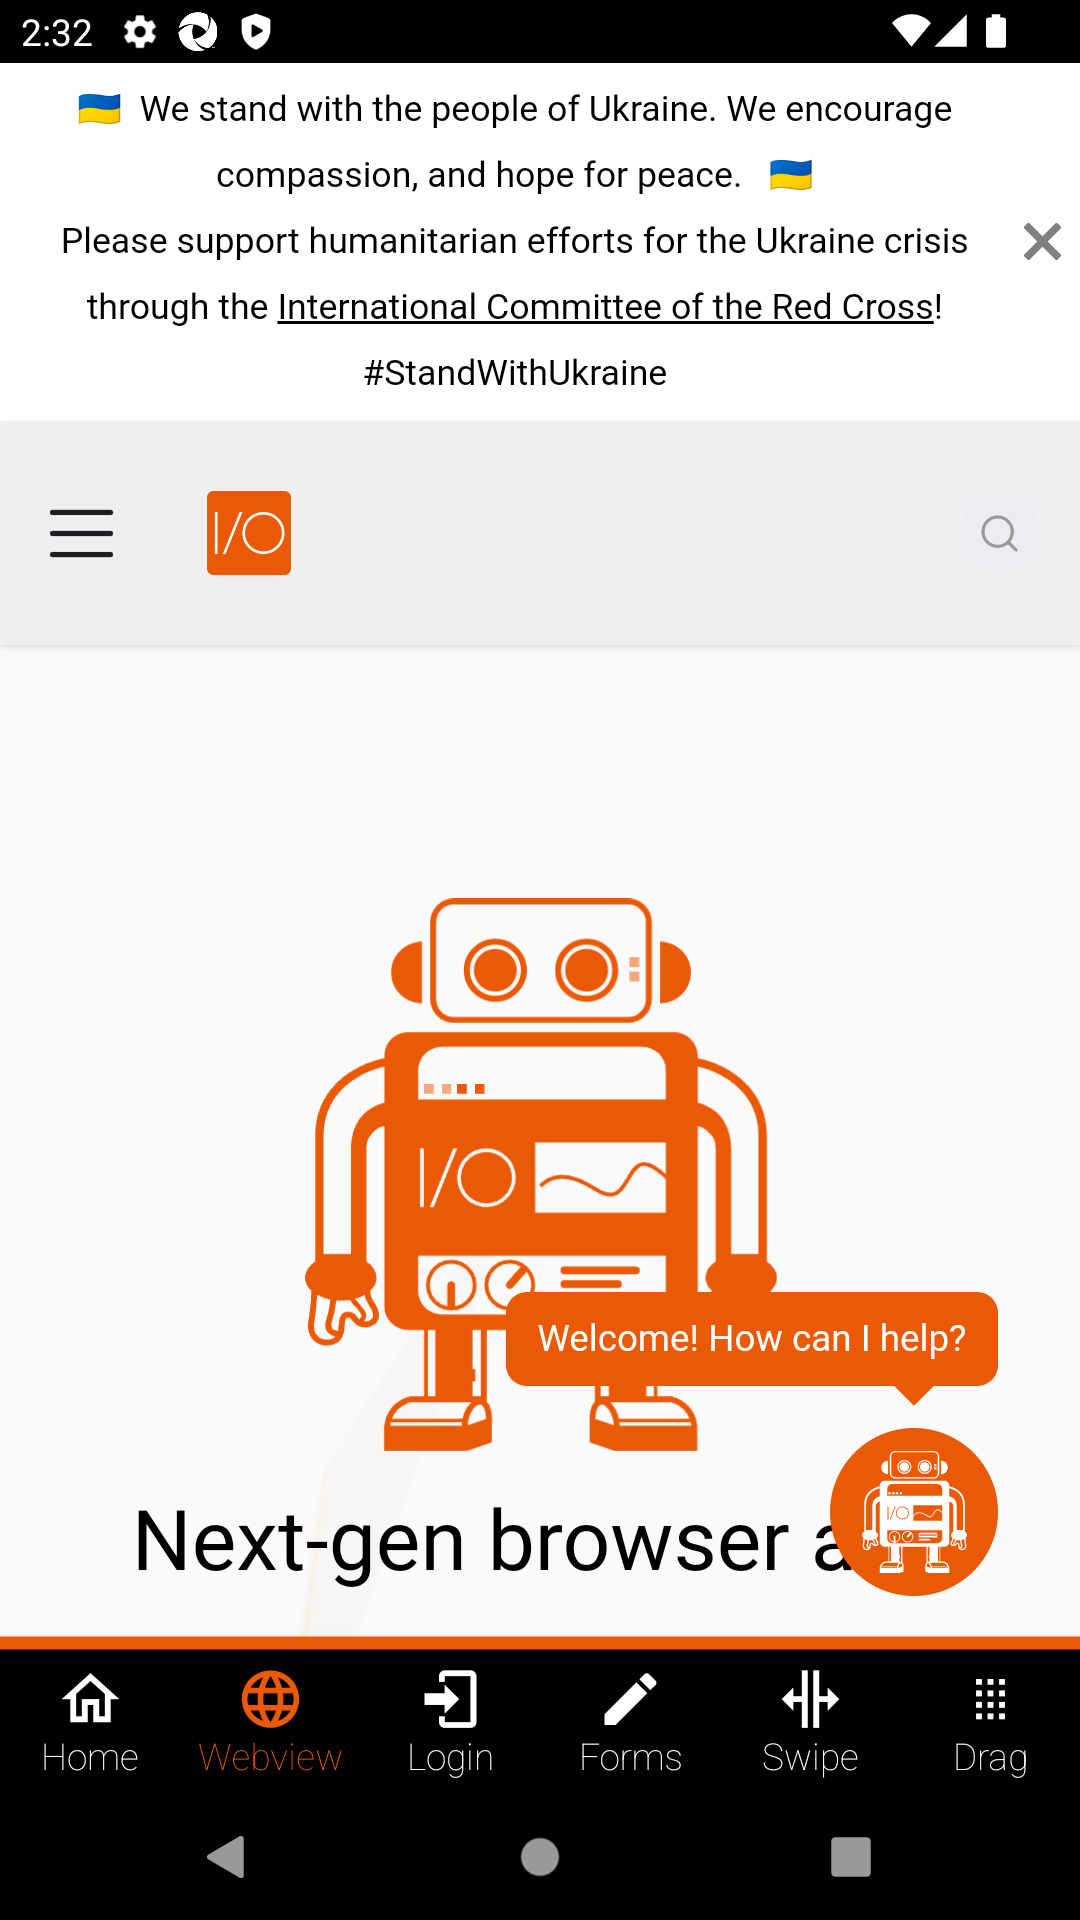 2:32
🇺🇦 We stand with the people of Ukraine. We encourage
compassion, and hope for peace. 🇺🇦
Please support humanitarian efforts for the Ukraine crisis
through the International Committee of the Red Cross!
#StandWithUkraine
I/O
I/O
Welcome! How can I help?
I/O
Next-gen browser a
Home Webview Login Forms Swipe Drag